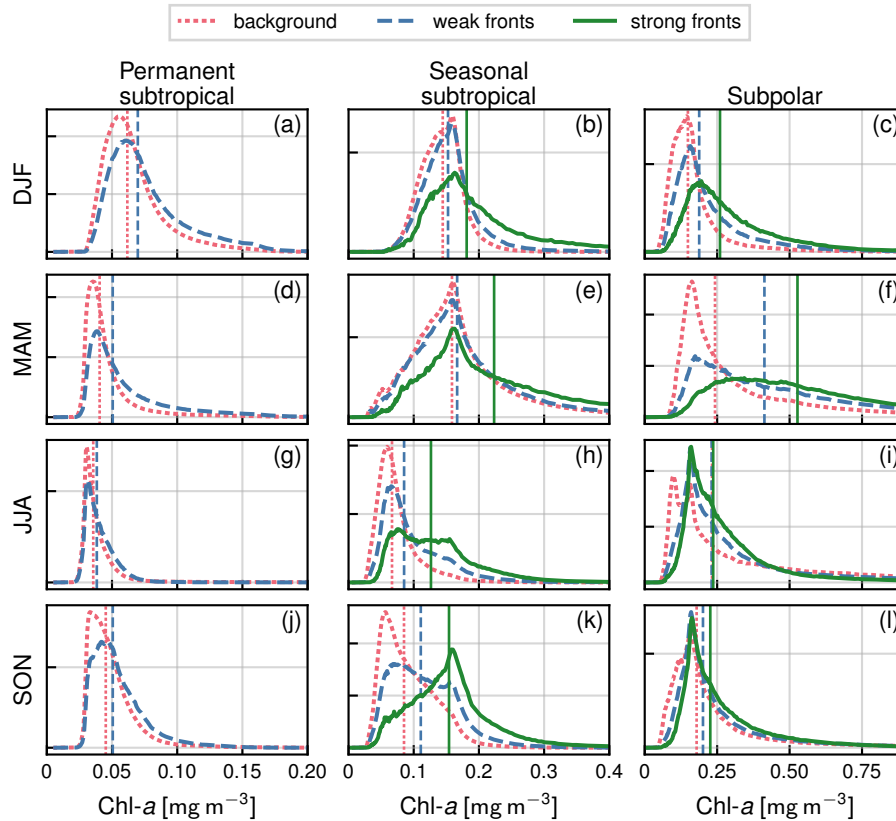 background weak fronts strong fronts
Permanent subtropical
Seasonal subtropical
Subpolar
DJF
(a)
(b)
(c)
MAM
(d)
(e)
(f)
JJA
(g)
(h)
(i)
SON
(j)
(k)
(l)
0 0.05 0.10 0.15 0.20
0 0.2 0.3 0.4
0 0.25 0.50 0.75
Chl-a [mg m⁻³]
Chl-a [mg m⁻³]
Chl-a [mg m⁻³]